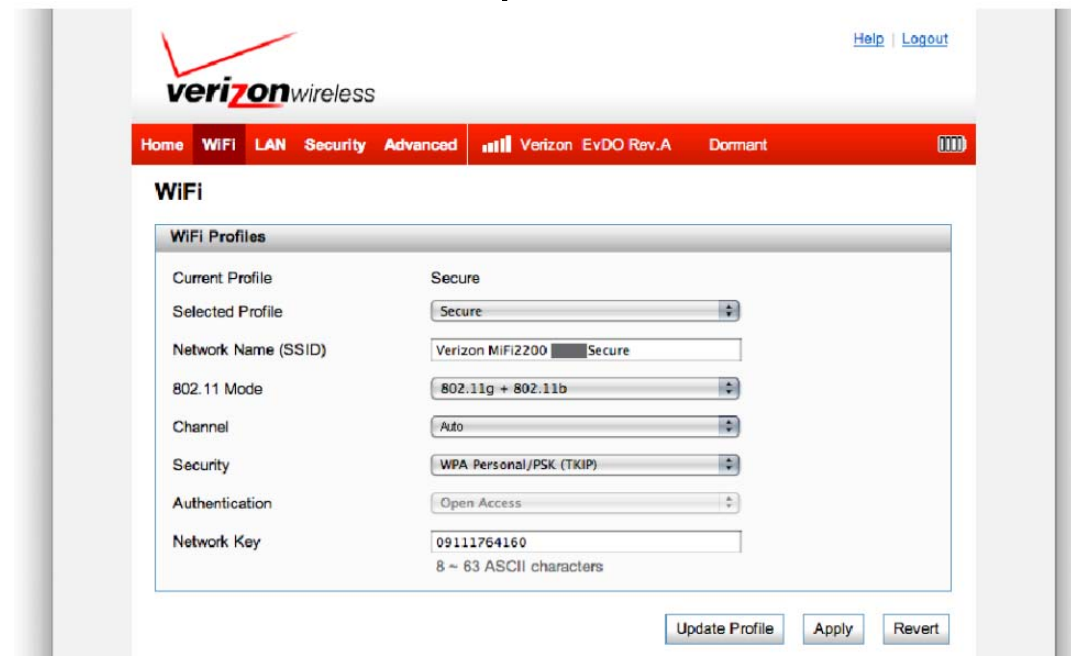 Help | Logout
verizonwireless
Home WiFi LAN Security Advanced Verizon EvDO Rev.A Dormant
WiFi
WiFi Profiles
Current Profile Secure
Selected Profile Secure
Network Name (SSID) Verizon MiFi2200 Secure
802.11 Mode 802.11g + 802.11b
Channel Auto
Security WPA Personal/PSK (TKIP)
Authentication Open Access
Network Key 09111764160
8 ~ 63 ASCII characters
Update Profile Apply Revert